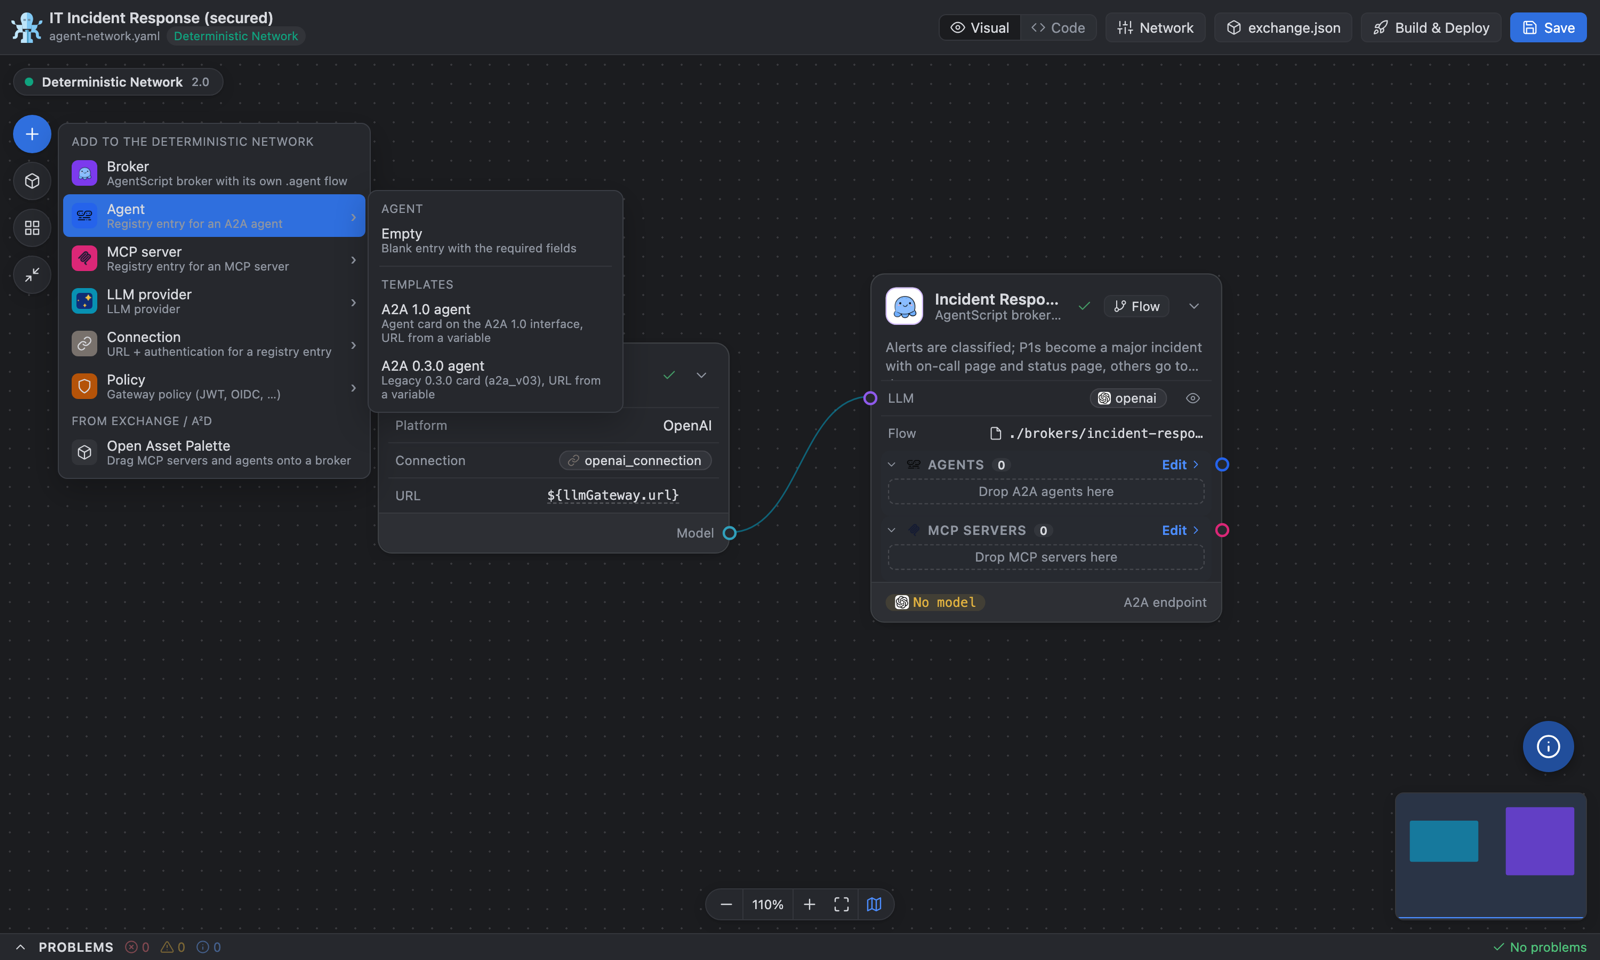 IT Incident Response (secured)
agent-network.yaml
Deterministic Network
Visual
Code
Network
exchange.json
Build & Deploy
Save
Deterministic Network 2.0
ADD TO THE DETERMINISTIC NETWORK
Broker
AgentScript broker with its own .agent flow
Agent
Registry entry for an A2A agent
MCP server
Registry entry for an MCP server
LLM provider
LLM provider
Connection
URL + authentication for a registry entry
Policy
Gateway policy (JWT, OIDC, ...)
FROM EXCHANGE / A²D
Open Asset Palette
Drag MCP servers and agents onto a broker
AGENT
Empty
Blank entry with the required fields
TEMPLATES
A2A 1.0 agent
Agent card on the A2A 1.0 interface,
URL from a variable
A2A 0.3.0 agent
Legacy 0.3.0 card (a2a_v03), URL from
a variable
Platform
OpenAI
Connection
openai_connection
URL
${llmGateway.url}
Model
Incident Respo...
AgentScript broker...
Flow
Alerts are classified; P1s become a major incident
with on-call page and status page, others go to...
LLM
openai
Flow
./brokers/incident-respo...
AGENTS 0
Edit
Drop A2A agents here
MCP SERVERS 0
Edit
Drop MCP servers here
No model
A2A endpoint
110%
PROBLEMS 0 0 0
No problems